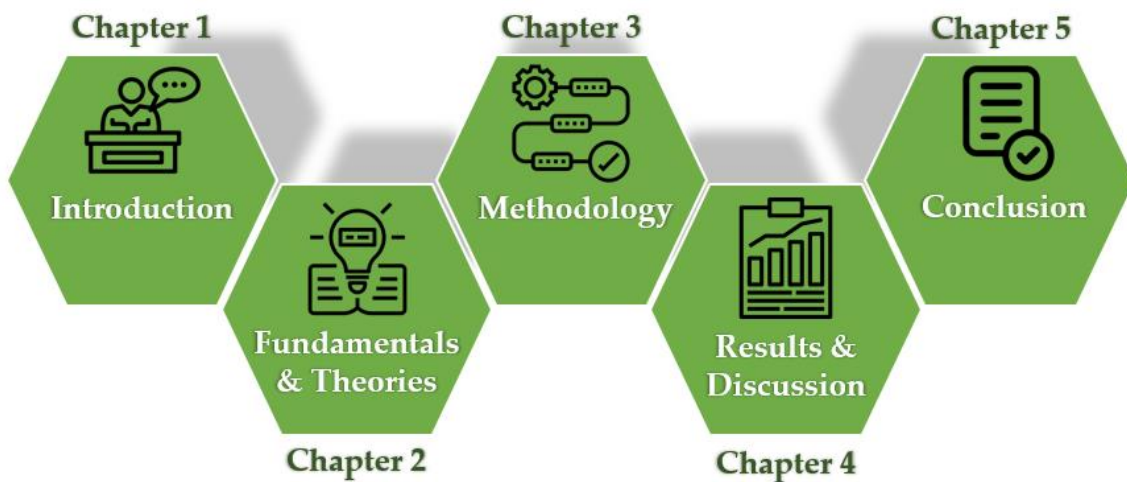 Chapter 1
Introduction
Fundamentals
& Theories
Chapter 2
Chapter 3
Methodology
Results &
Discussion
Chapter 4
Chapter 5
Conclusion